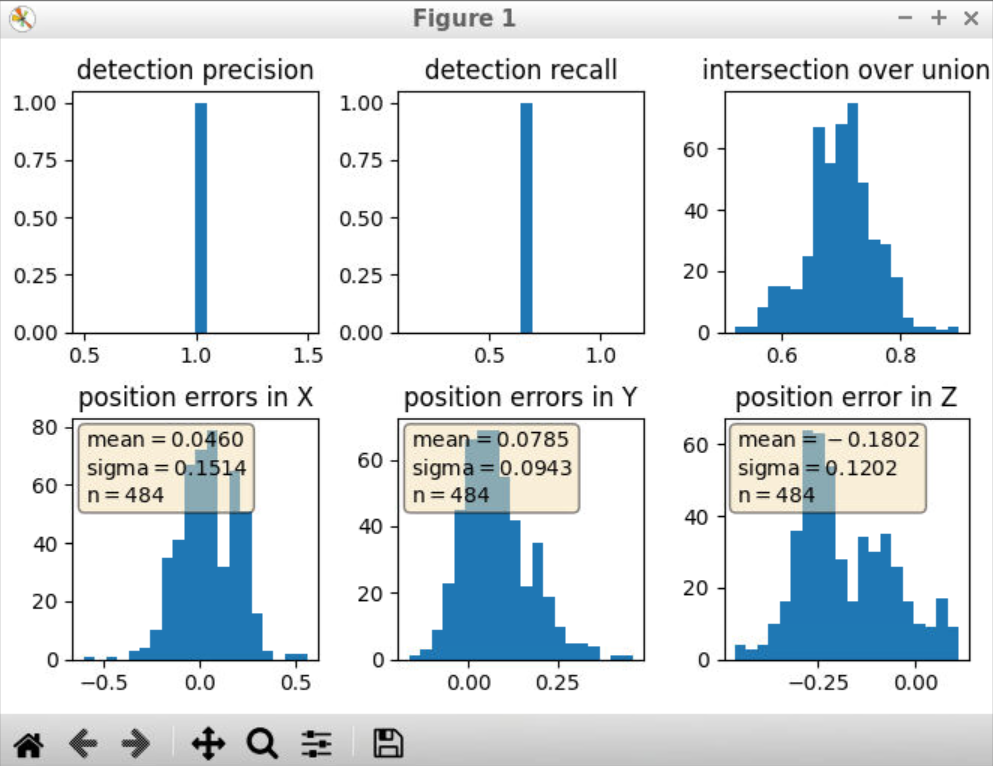 Figure 1
detection precision
1.00
0.75
0.50
0.25
0.00
0.5 1.0 1.5
detection recall
1.00
0.75
0.50
0.25
0.00
0.5 1.0
intersection over union
60
40
20
0
0.6 0.8
position errors in X
80
60
40
20
0
mean = 0.0460
sigma = 0.1514
n = 484
−0.5 0.0 0.5
position errors in Y
60
40
20
0
mean = 0.0785
sigma = 0.0943
n = 484
0.00 0.25
position error in Z
60
40
20
0
mean = −0.1802
sigma = 0.1202
n = 484
−0.25 0.00